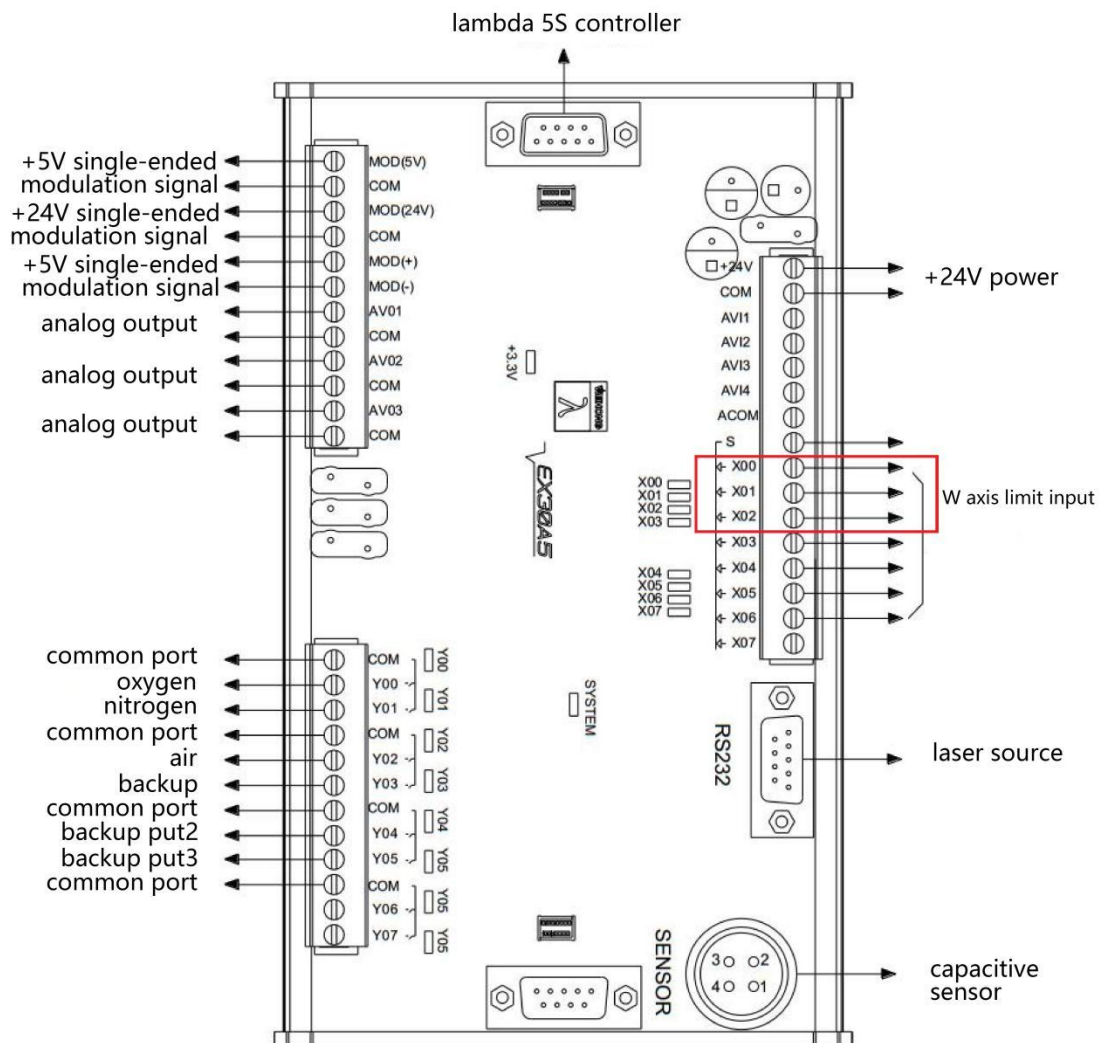 lambda 5S controller
+5V single-ended
modulation signal
+24V single-ended
modulation signal
+5V single-ended
modulation signal
analog output
analog output
analog output
MOD(5V)
COM
MOD(24V)
COM
MOD(+)
MOD(-)
AV01
COM
AV02
COM
AV03
COM
+3.3V
EX30A5
+24V
COM
AVI1
AVI2
AVI3
AVI4
ACOM
S
X00
X01
X02
X03
X04
X05
X06
X07
+24V power
W axis limit input
X00
X01
X02
X03
X04
X05
X06
X07
common port
oxygen
nitrogen
common port
air
backup
common port
backup put2
backup put3
common port
COM
Y00
Y01
COM
Y02
Y03
COM
Y04
Y05
COM
Y06
Y07
Y00
Y01
Y02
Y03
Y04
Y05
Y05
Y05
SYSTEM
RS232
laser source
SENSOR
3 2
4 1
capacitive
sensor